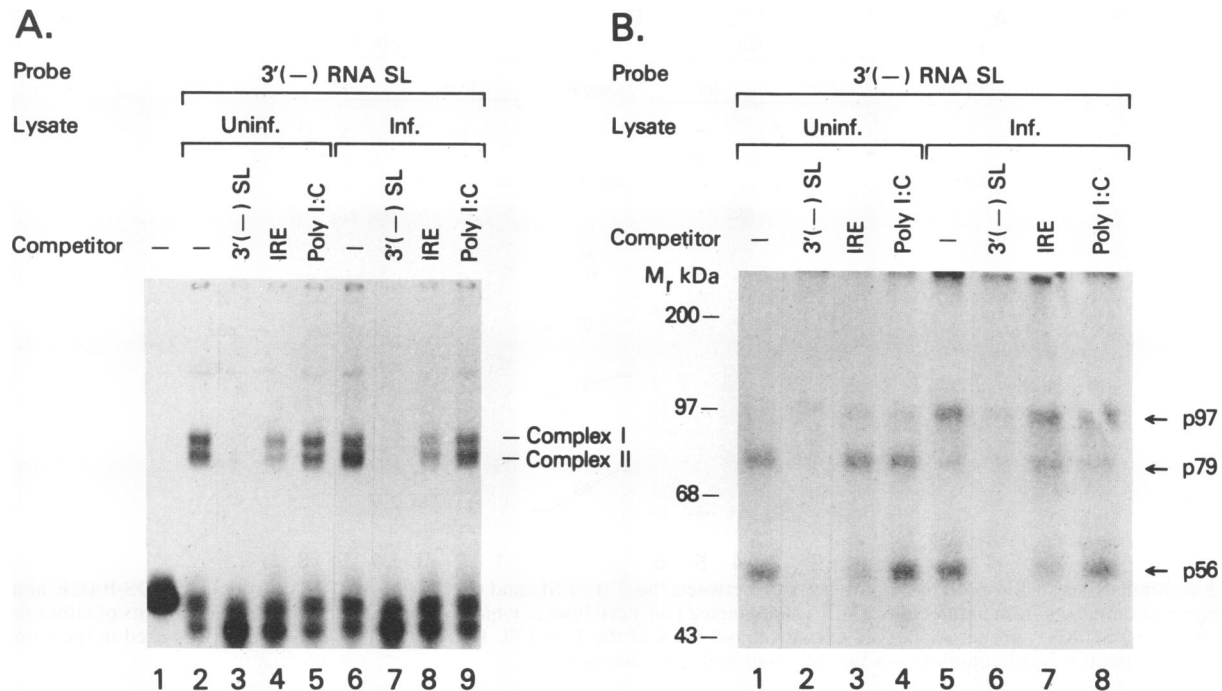 A.
Probe
3′(−) RNA SL
Lysate
Uninf.
Inf.
Competitor
–
–
3′(−) SL
IRE
Poly I:C
–
3′(−) SL
IRE
Poly I:C
– Complex I
– Complex II
1 2 3 4 5 6 7 8 9
B.
Probe
3′(−) RNA SL
Lysate
Uninf.
Inf.
Competitor
–
3′(−) SL
IRE
Poly I:C
–
3′(−) SL
IRE
Poly I:C
Mr kDa
200 –
97 –
← p97
← p79
68 –
← p56
43 –
1 2 3 4 5 6 7 8